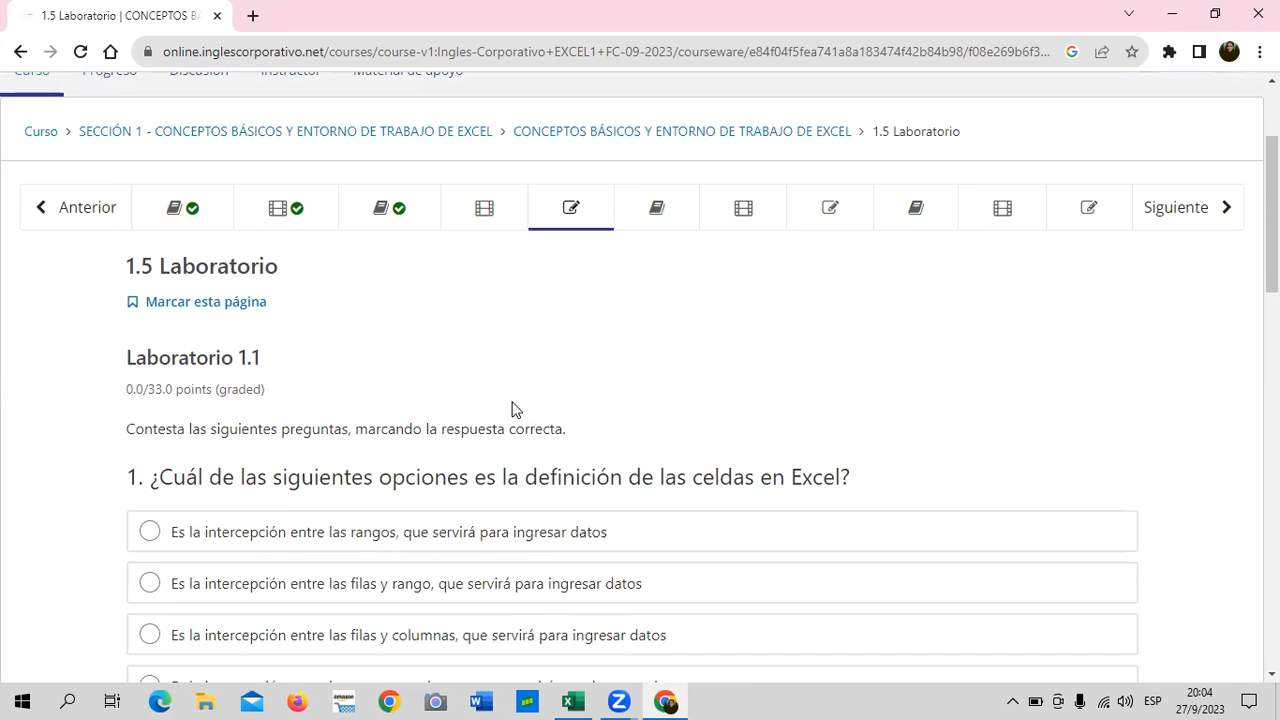 1.5 Laboratorio | CONCEPTOS BÁ
online.inglescorporativo.net/courses/course-v1:Ingles-Corporativo+EXCEL1+FC-09-2023/courseware/e84f04f5fea741a8a183474f42b84b98/f08e269b6f3...
Curso Progreso Discusión Instructor Material de apoyo
Curso > SECCIÓN 1 - CONCEPTOS BÁSICOS Y ENTORNO DE TRABAJO DE EXCEL > CONCEPTOS BÁSICOS Y ENTORNO DE TRABAJO DE EXCEL > 1.5 Laboratorio
Anterior Siguiente
1.5 Laboratorio
Marcar esta página
Laboratorio 1.1
0.0/33.0 points (graded)
Contesta las siguientes preguntas, marcando la respuesta correcta.
1. ¿Cuál de las siguientes opciones es la definición de las celdas en Excel?
Es la intercepción entre las rangos, que servirá para ingresar datos
Es la intercepción entre las filas y rango, que servirá para ingresar datos
Es la intercepción entre las filas y columnas, que servirá para ingresar datos
amazon
ESP
20:04
27/9/2023